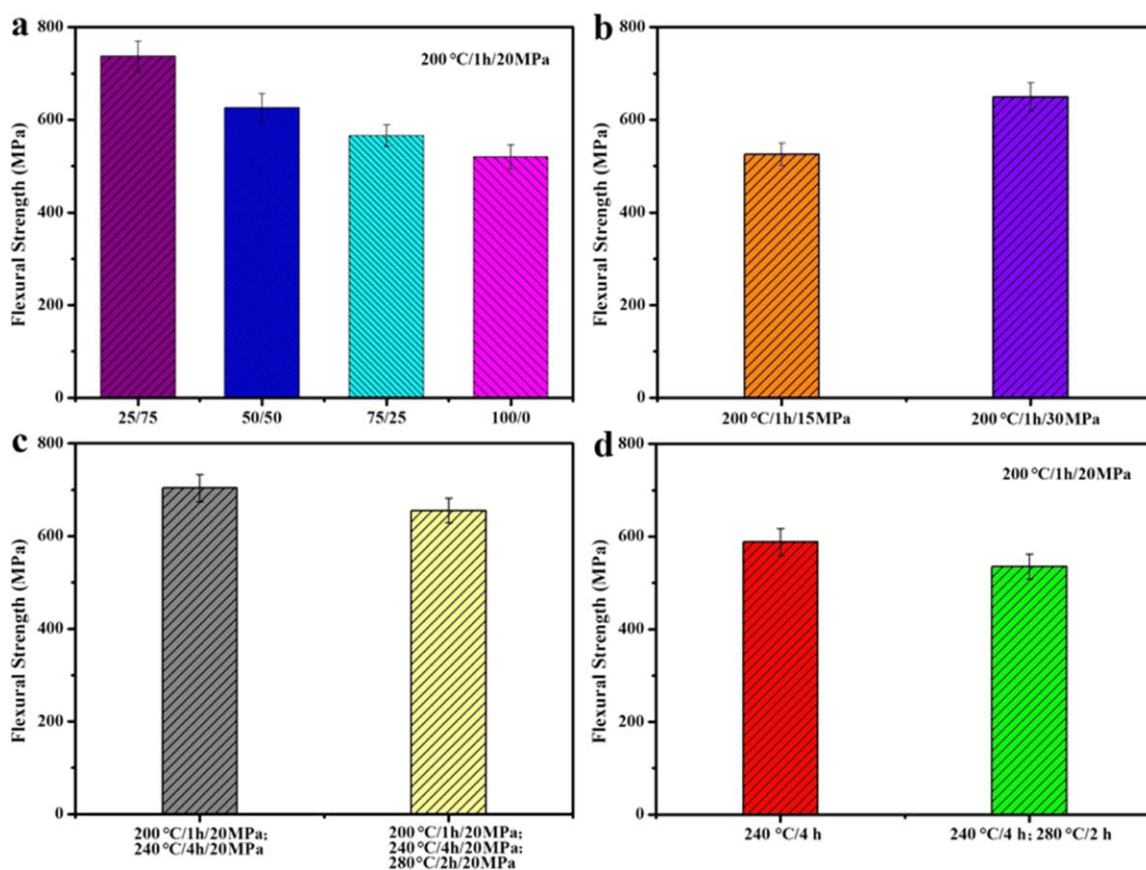 a
800
600
400
200
0
Flexural Strength (MPa)
200 °C/1h/20MPa
25/75
50/50
75/25
100/0
b
800
600
400
200
0
Flexural Strength (MPa)
200 °C/1h/15MPa
200 °C/1h/30MPa
c
800
600
400
200
0
Flexural Strength (MPa)
200 °C/1h/20MPa;
240 °C/4h/20MPa
200 °C/1h/20MPa;
240 °C/4h/20MPa;
280 °C/2h/20MPa
d
800
600
400
200
0
Flexural Strength (MPa)
200 °C/1h/20MPa
240 °C/4 h
240 °C/4 h; 280 °C/2 h